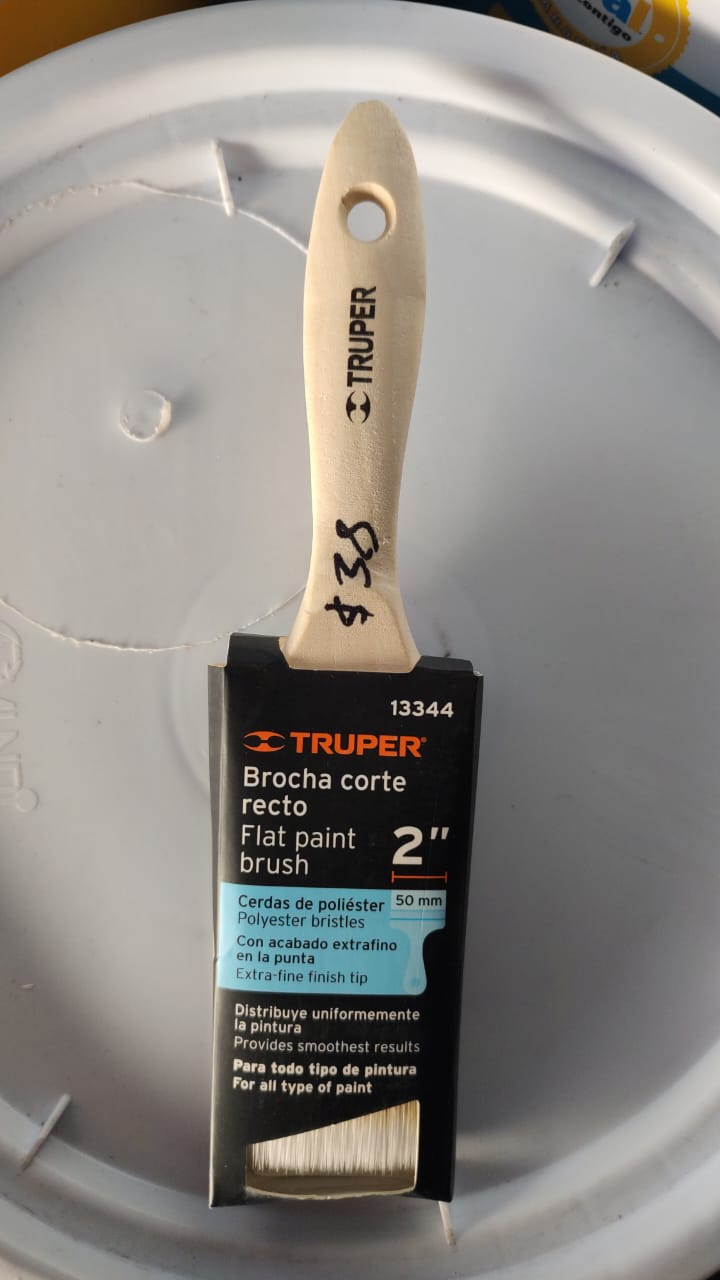 contigo
TRUPER
$38
13344
TRUPER®
Brocha corte
recto
Flat paint
brush
2"
50 mm
Cerdas de poliéster
Polyester bristles
Con acabado extrafino
en la punta
Extra-fine finish tip
Distribuye uniformemente
la pintura
Provides smoothest results
Para todo tipo de pintura
For all type of paint